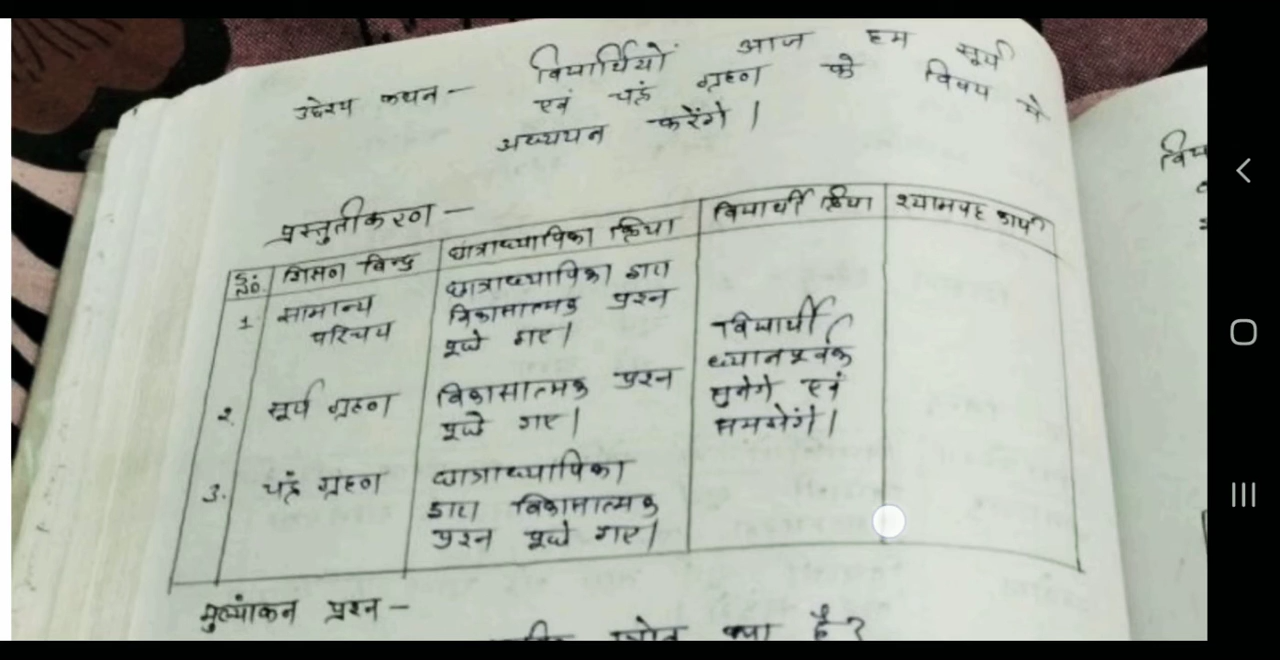 विद्यार्थियों आज हम सूर्य
उद्देश्य कथन - एवं चंद्र ग्रहण के विषय मे
अध्ययन करेंगे।
प्रस्तुतीकरण -
S.No. शिक्षण बिन्दु छात्राध्यापिका क्रिया विद्यार्थी क्रिया श्यामपट्ट कार्य
1. सामान्य परिचय छात्राध्यापिका द्वारा विकासात्मक प्रश्न पूछे गए।
विद्यार्थी ध्यानपूर्वक सुनेगे एवं समझेंगे।
2. सूर्य ग्रहण विकासात्मक प्रश्न पूछे गए।
3. चंद्र ग्रहण छात्राध्यापिका
द्वारा विकासात्मक
प्रश्न पूछे गए।
मुल्यांकन प्रश्न -
क्या है?